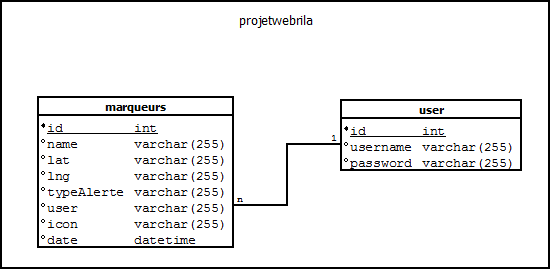 projetwebrila
marqueurs
id int
name varchar(255)
lat varchar(255)
lng varchar(255)
typeAlerte varchar(255)
user varchar(255)
icon varchar(255)
date datetime
n
1
user
id int
username varchar(255)
password varchar(255)